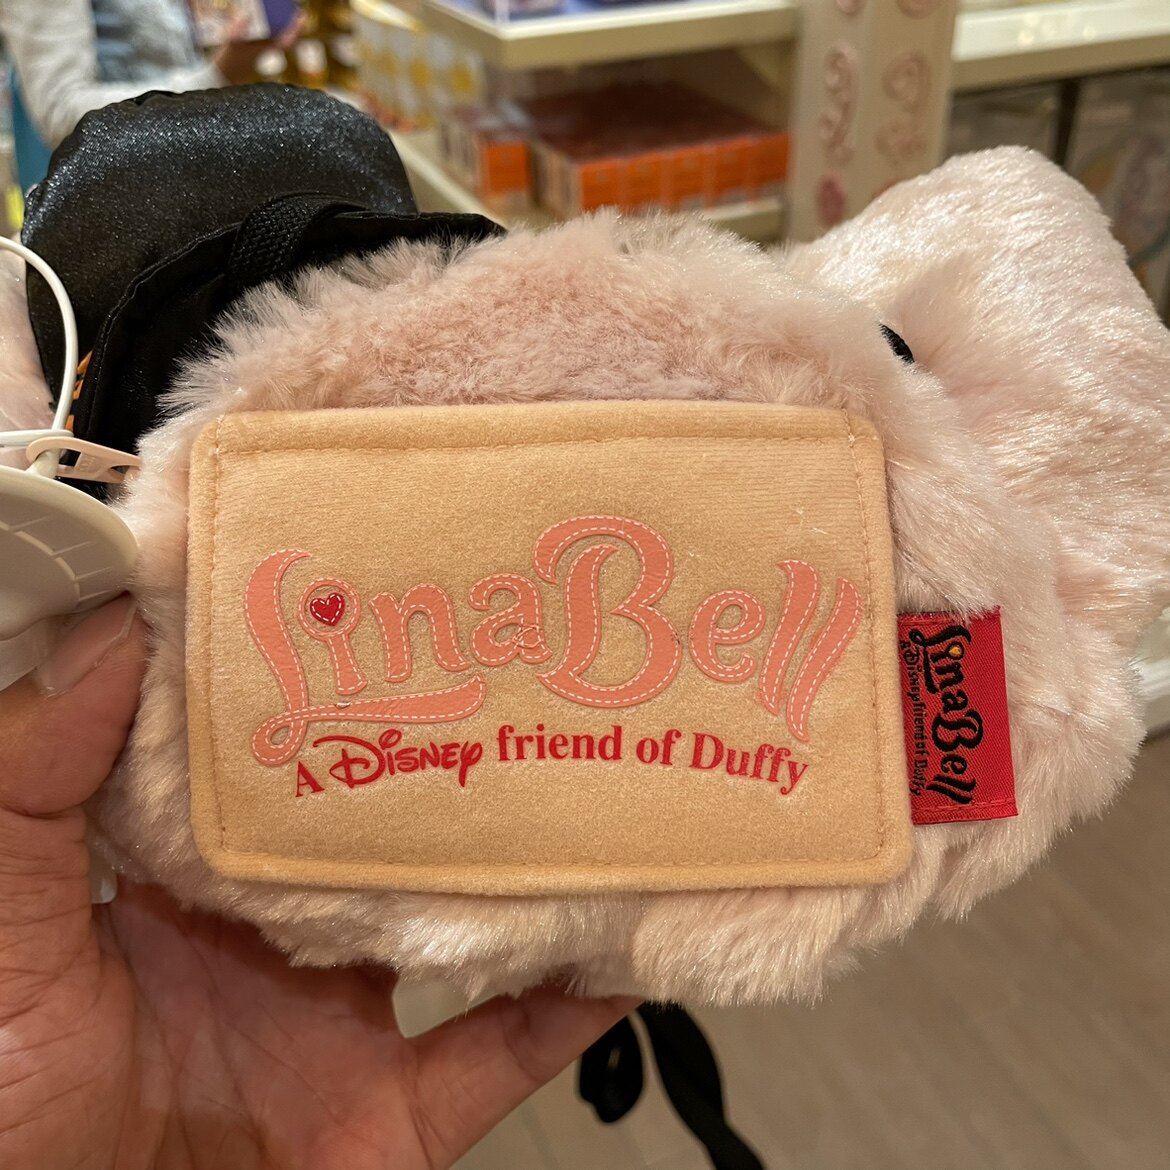 LinaBell
A Disney friend of Duffy
LinaBell
A Disney friend of Duffy